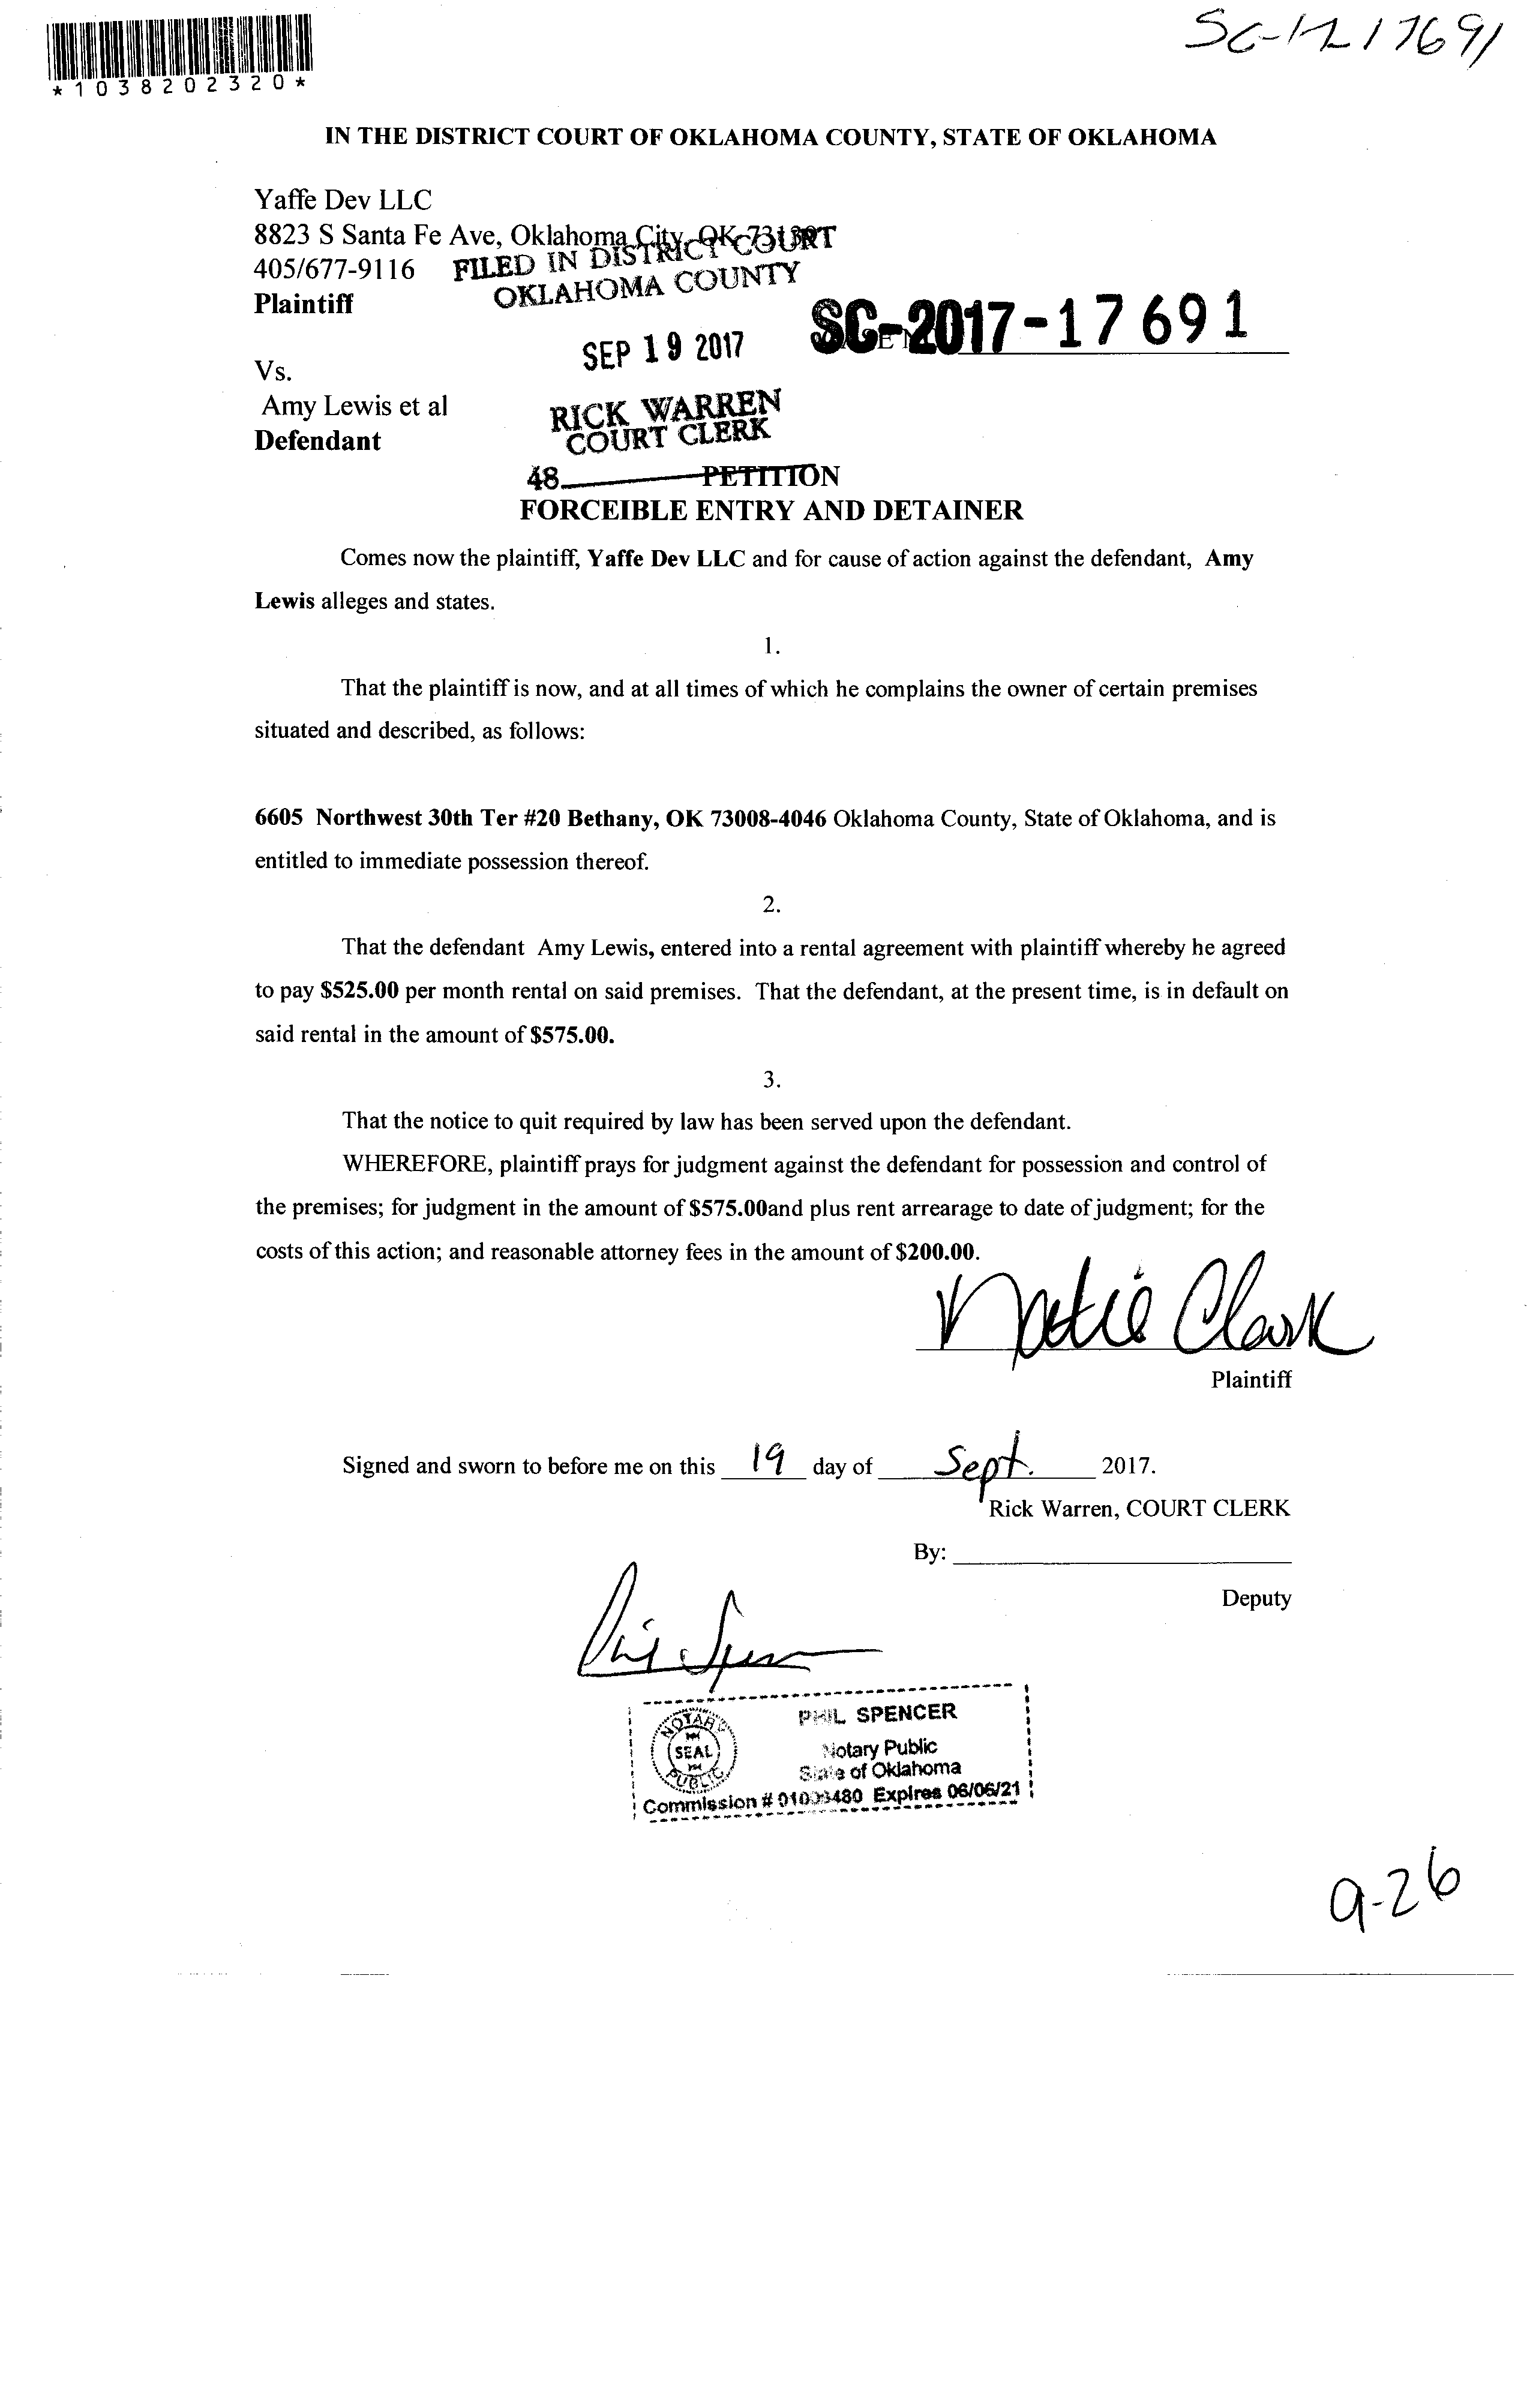 SC-17-17691
*1038202320*
IN THE DISTRICT COURT OF OKLAHOMA COUNTY, STATE OF OKLAHOMA
Yaffe Dev LLC
8823 S Santa Fe Ave, Oklahoma City, OK
405/677-9116
Plaintiff
FILED IN DISTRICT COURT
OKLAHOMA COUNTY
SEP 19 2017
SC-2017-17691
Vs.
Amy Lewis et al
Defendant
RICK WARREN
COURT CLERK
48
PETITION
FORCEIBLE ENTRY AND DETAINER
Comes now the plaintiff, Yaffe Dev LLC and for cause of action against the defendant, Amy
Lewis alleges and states.
1.
That the plaintiff is now, and at all times of which he complains the owner of certain premises
situated and described, as follows:
6605 Northwest 30th Ter #20 Bethany, OK 73008-4046 Oklahoma County, State of Oklahoma, and is
entitled to immediate possession thereof.
2.
That the defendant Amy Lewis, entered into a rental agreement with plaintiff whereby he agreed
to pay $525.00 per month rental on said premises. That the defendant, at the present time, is in default on
said rental in the amount of $575.00.
3.
That the notice to quit required by law has been served upon the defendant.
WHEREFORE, plaintiff prays for judgment against the defendant for possession and control of
the premises; for judgment in the amount of $575.00and plus rent arrearage to date of judgment; for the
costs of this action; and reasonable attorney fees in the amount of $200.00.
Clark
Plaintiff
Signed and sworn to before me on this 19 day of Sept. 2017.
Rick Warren, COURT CLERK
By:
Deputy
Phil Spencer
PHIL SPENCER
NOTARY
SEAL
PUBLIC
Notary Public
State of Oklahoma
Commission # Expires 06/06/21
9-26